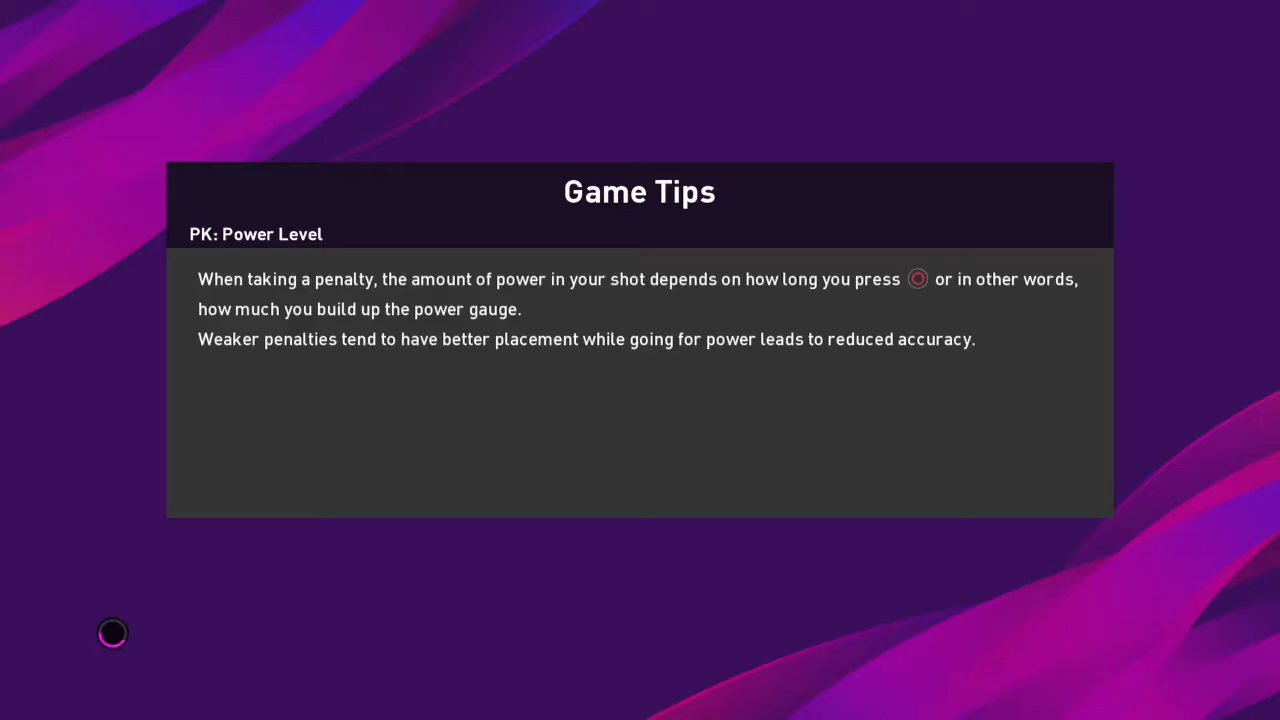 Game Tips
PK: Power Level
When taking a penalty, the amount of power in your shot depends on how long you press or in other words,
how much you build up the power gauge.
Weaker penalties tend to have better placement while going for power leads to reduced accuracy.